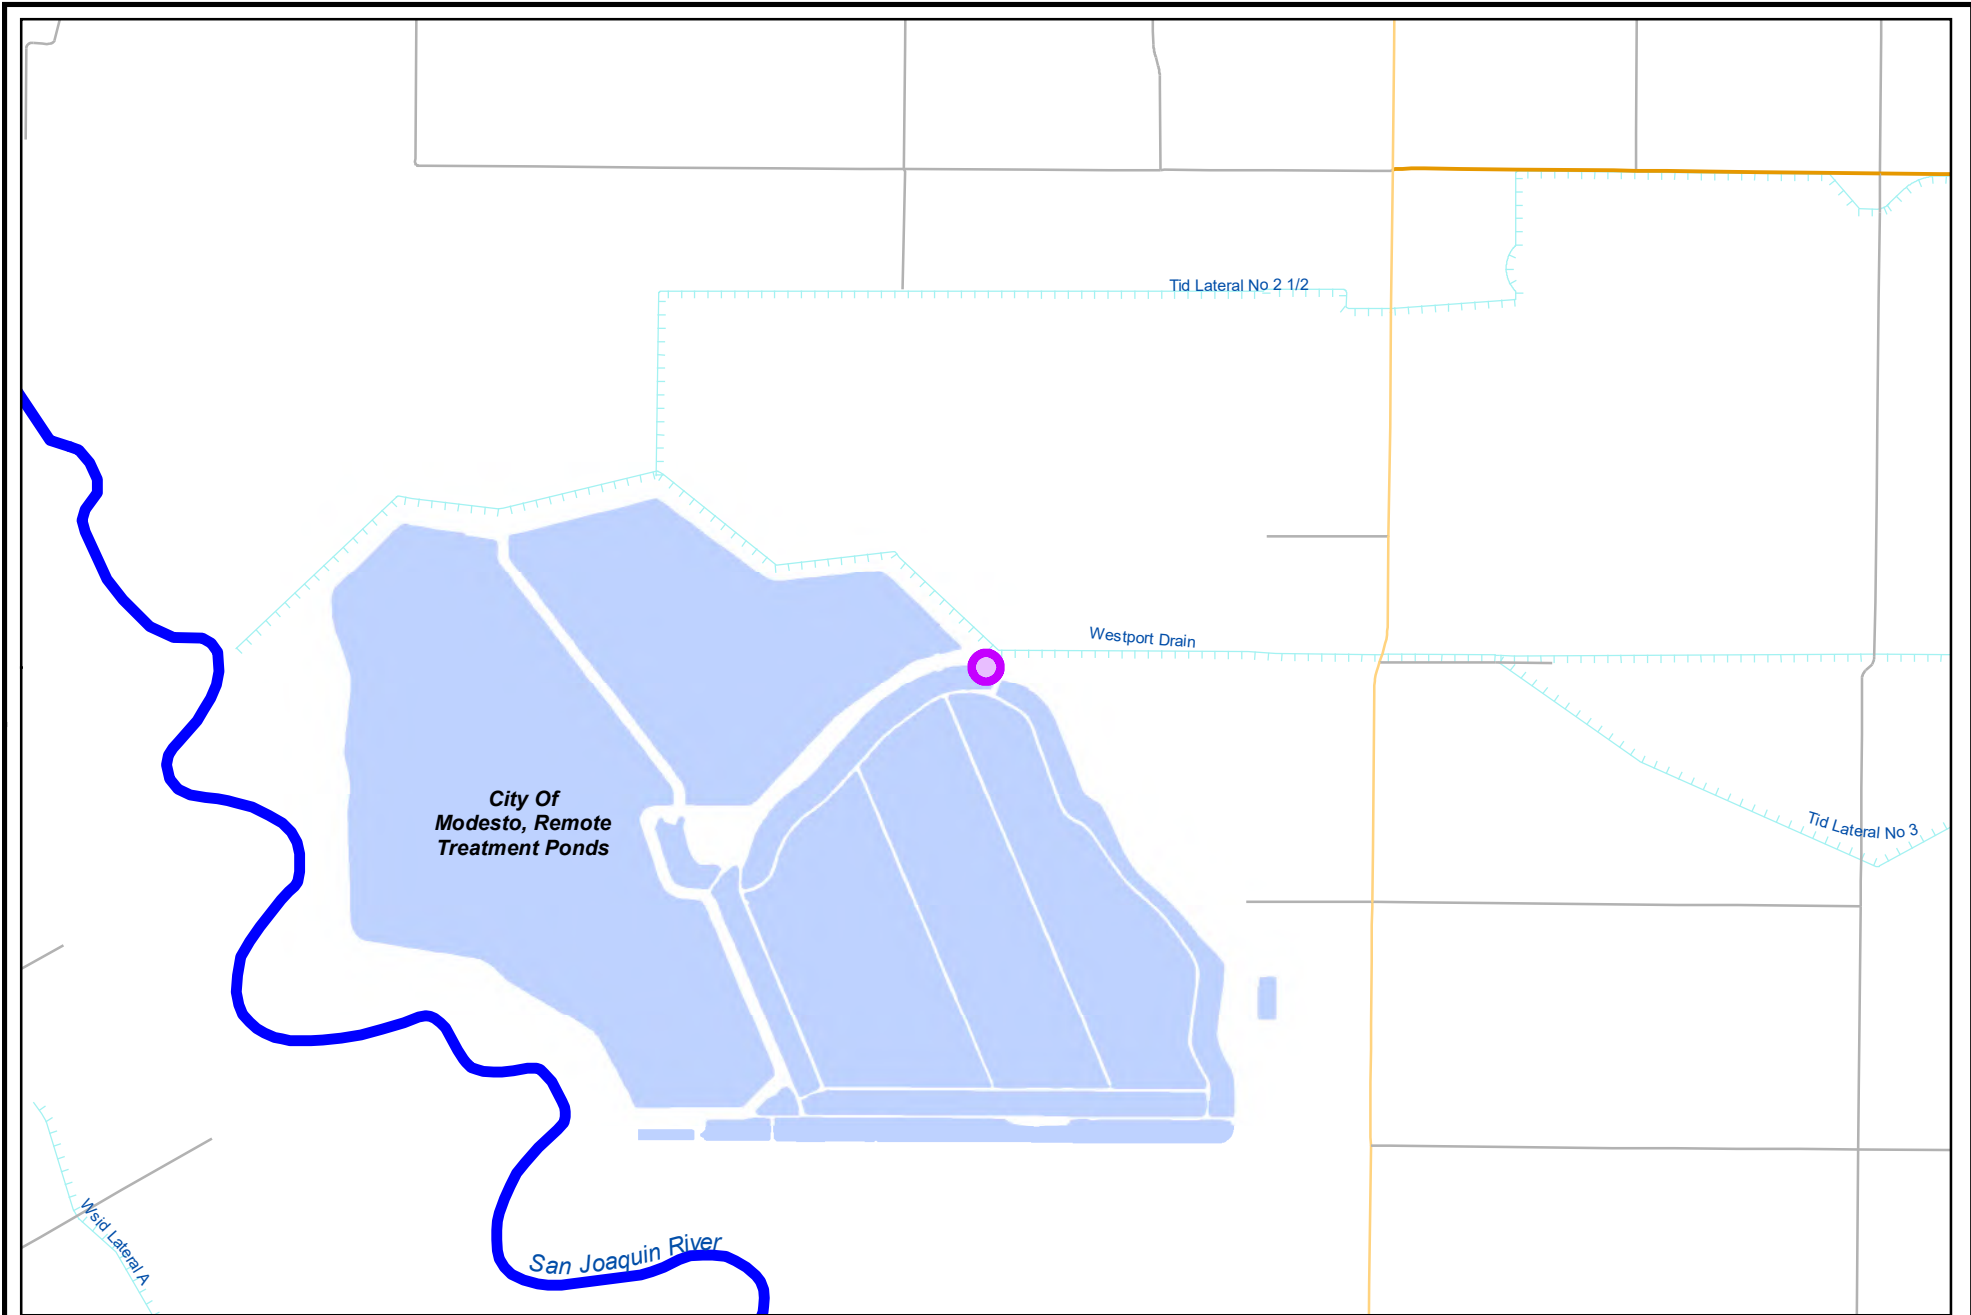 Tid Lateral No 2 1/2
Westport Drain
City Of
Modesto, Remote
Treatment Ponds
Tid Lateral No 3
Wsid Lateral A
San Joaquin River